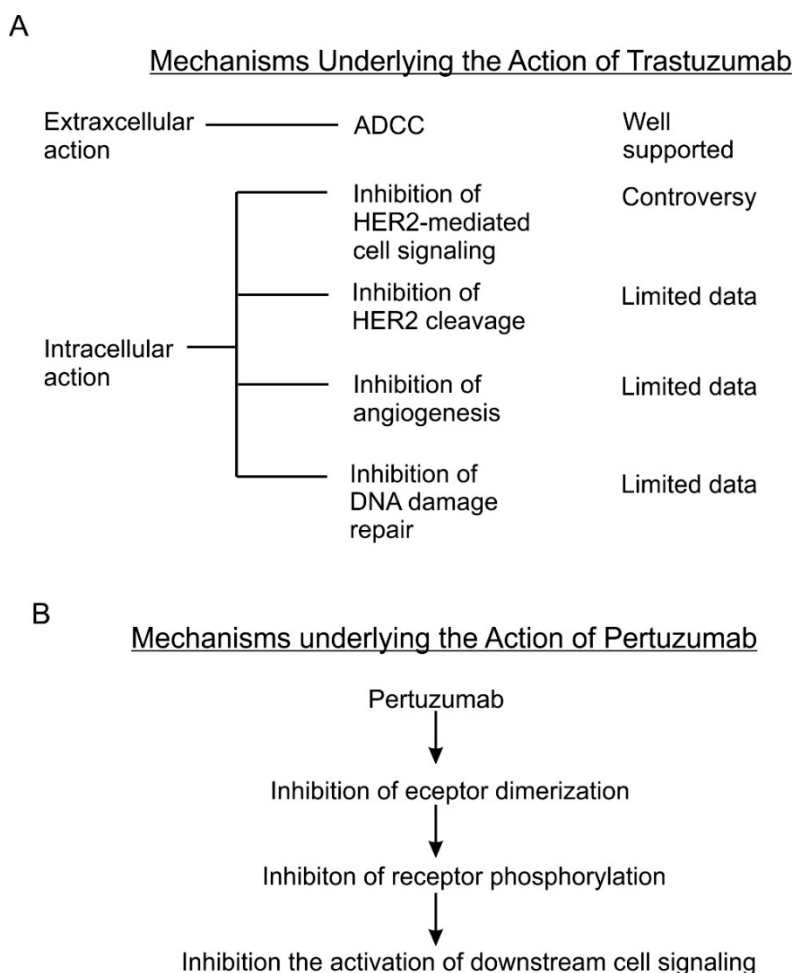 A
Mechanisms Underlying the Action of Trastuzumab
Extraxcellular
action
ADCC
Well
supported
Intracellular
action
Inhibition of
HER2-mediated
cell signaling
Controversy
Inhibition of
HER2 cleavage
Limited data
Inhibition of
angiogenesis
Limited data
Inhibition of
DNA damage
repair
Limited data
B
Mechanisms underlying the Action of Pertuzumab
Pertuzumab
Inhibition of eceptor dimerization
Inhibiton of receptor phosphorylation
Inhibition the activation of downstream cell signaling